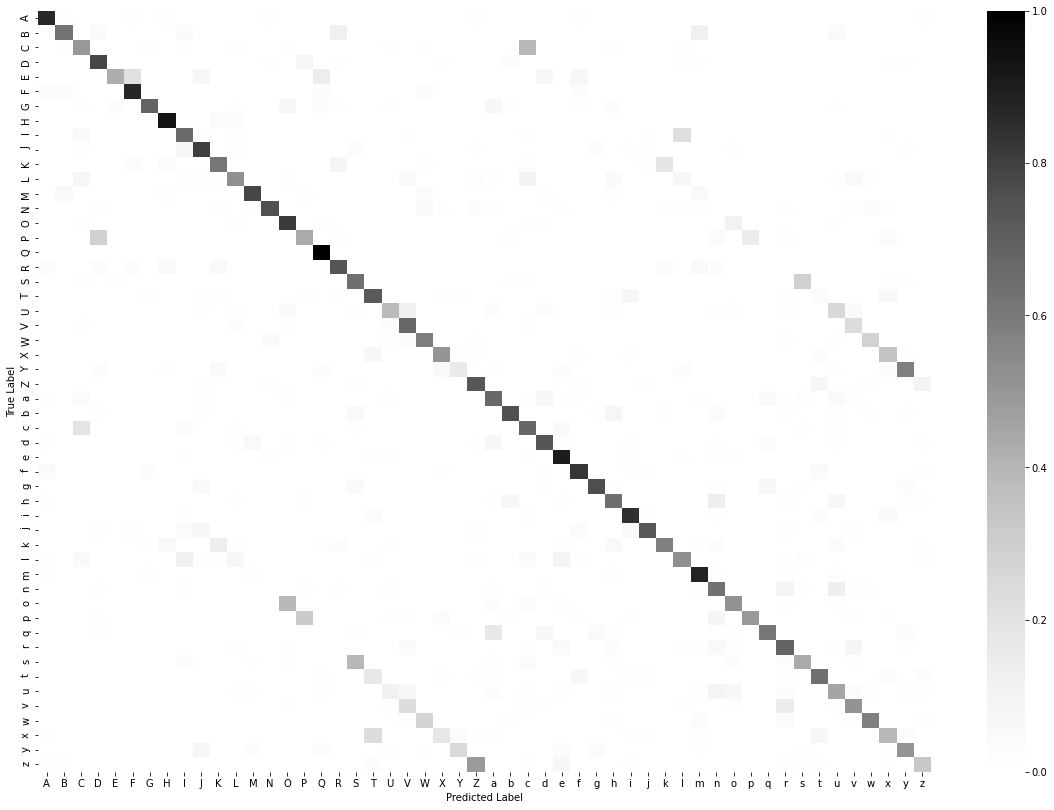 A
B
C
D
E
F
G
H
I
J
K
L
M
N
O
P
Q
R
S
T
U
V
W
X
Y
Z
a
b
c
d
e
f
g
h
i
j
k
l
m
n
o
p
q
r
s
t
u
v
w
x
y
z
True Label
A B C D E F G H I J K L M N O P Q R S T U V W X Y Z a b c d e f g h i j k l m n o p q r s t u v w x y z
Predicted Label
1.0
0.8
0.6
0.4
0.2
0.0